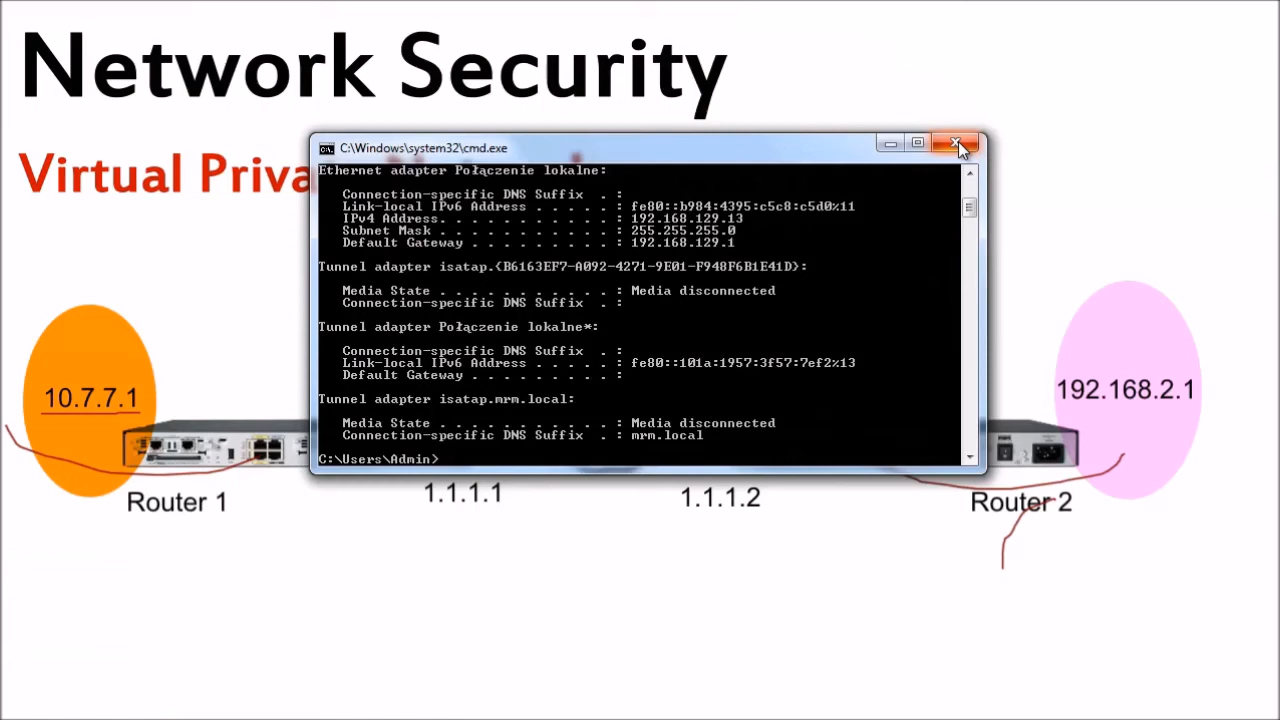 Network Security
Virtual Priva
C:\Windows\system32\cmd.exe
Ethernet adapter Połączenie lokalne:
Connection-specific DNS Suffix . :
Link-local IPv6 Address . . . . . : fe80::b984:4395:c5c8:c5d0%11
IPv4 Address. . . . . . . . . . . : 192.168.129.13
Subnet Mask . . . . . . . . . . . : 255.255.255.0
Default Gateway . . . . . . . . . : 192.168.129.1
Tunnel adapter isatap.{B6163EF7-A092-4271-9E01-F948F6B1E41D}:
Media State . . . . . . . . . . . : Media disconnected
Connection-specific DNS Suffix . :
Tunnel adapter Połączenie lokalne*:
Connection-specific DNS Suffix . :
Link-local IPv6 Address . . . . . : fe80::101a:1957:3f57:7ef2%13
Default Gateway . . . . . . . . . :
Tunnel adapter isatap.mrm.local:
Media State . . . . . . . . . . . : Media disconnected
Connection-specific DNS Suffix . : mrm.local
C:\Users\Admin>
10.7.7.1
192.168.2.1
Router 1
1.1.1.1
1.1.1.2
Router 2